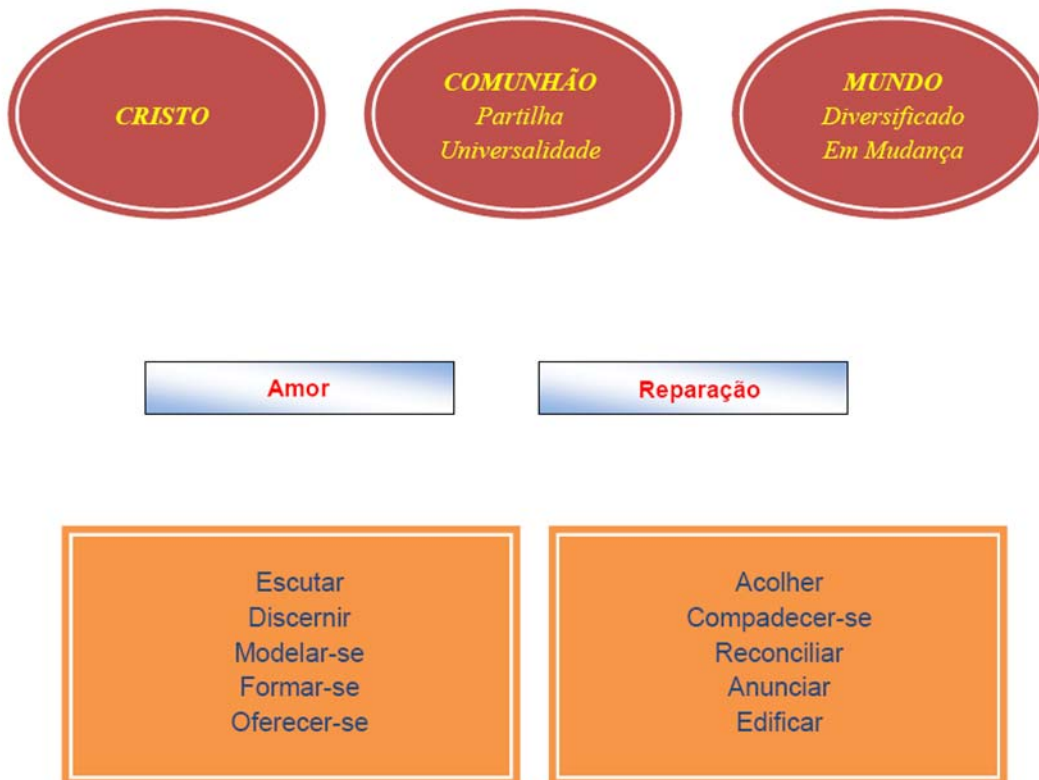 CRISTO
COMUNHÃO
Partilha
Universalidade
MUNDO
Diversificado
Em Mudança
Amor
Reparação
Escutar
Discernir
Modelar-se
Formar-se
Oferecer-se
Acolher
Compadecer-se
Reconciliar
Anunciar
Edificar